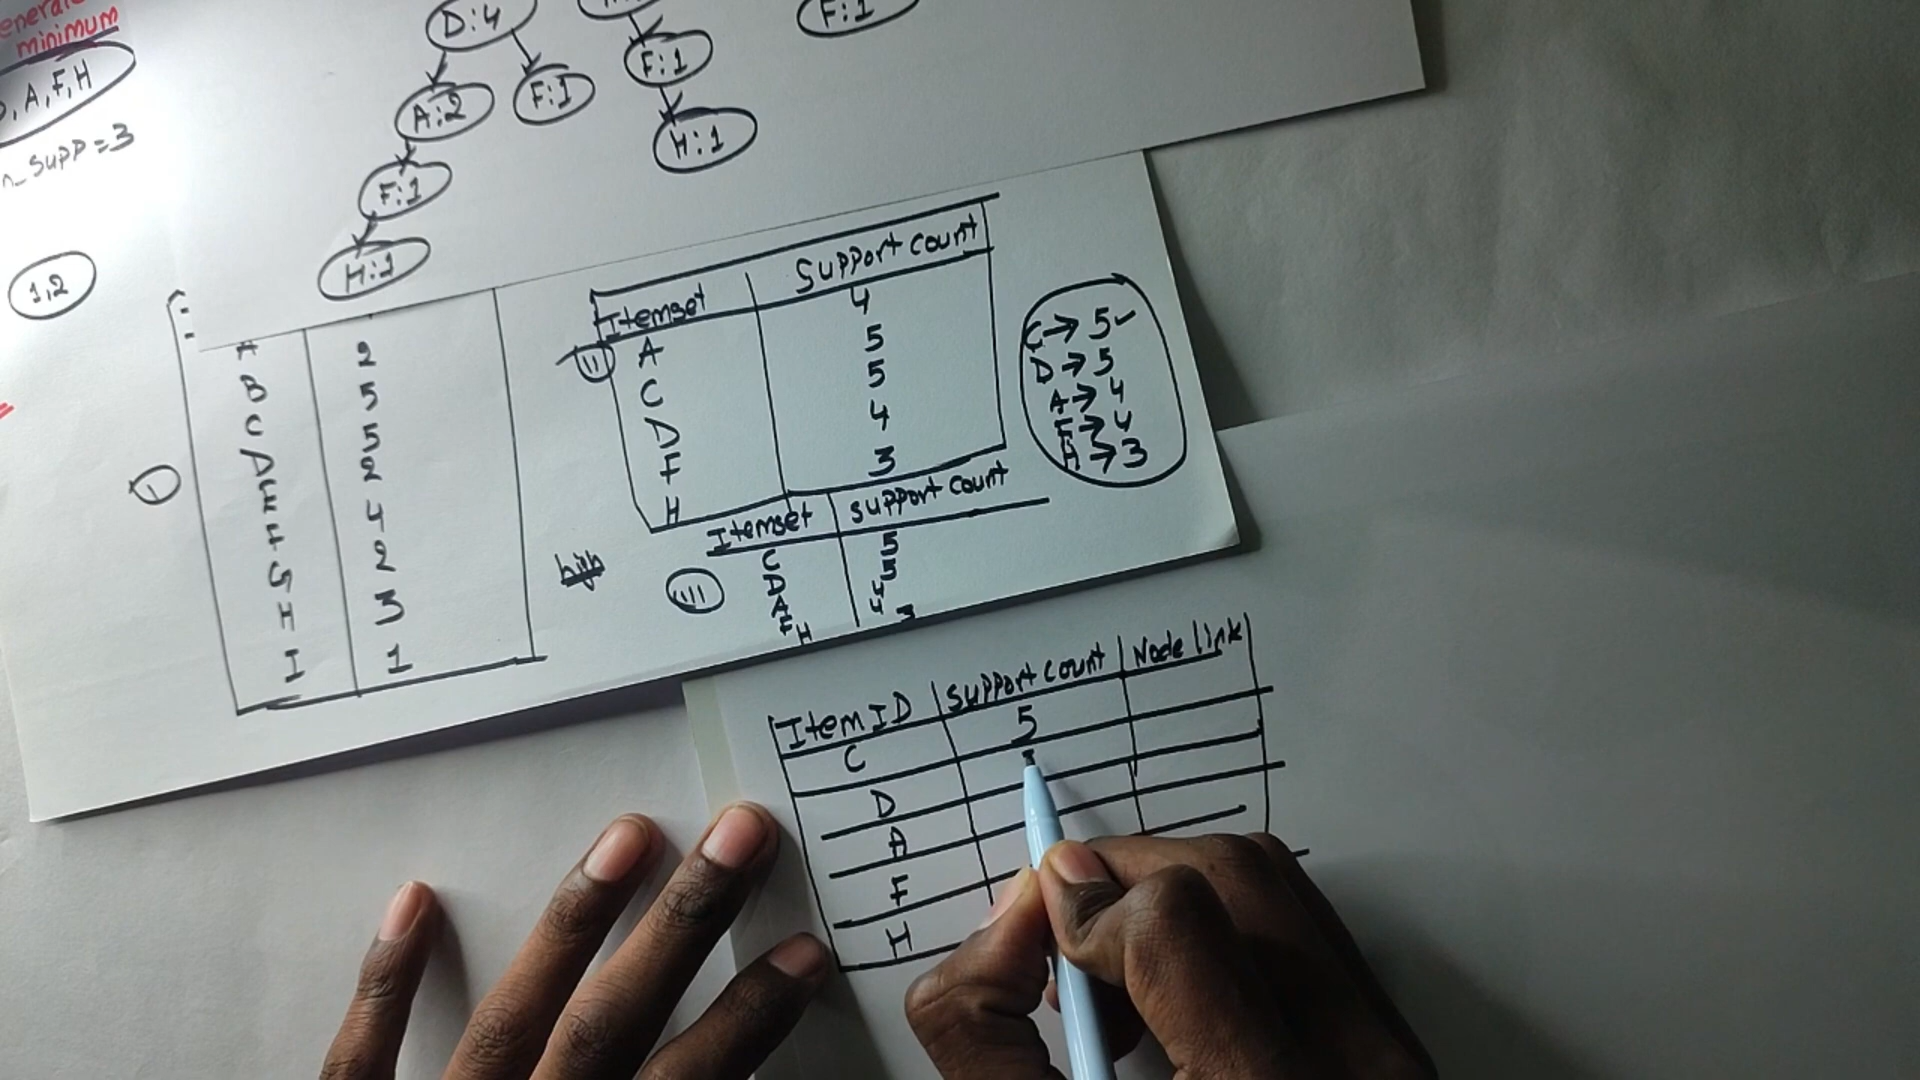 minimum
D:4
F:1
F:1
A:2
F:1
H:1
F:1
H:1
A, F, H
supp = 3
1,2
2
B 5
C 5
D 2
E 4
F 2
G 3
H
I 1
Itemset Support count
4
A 5
C 5
D 4
F 3
H
C → 5 ✓
D → 5
A → 4
F → 4
H → 3
high
Itemset support count
C 5
D 5
A 4
F 4
H 3
Item ID support count Node link
C 5
D
A
F
H